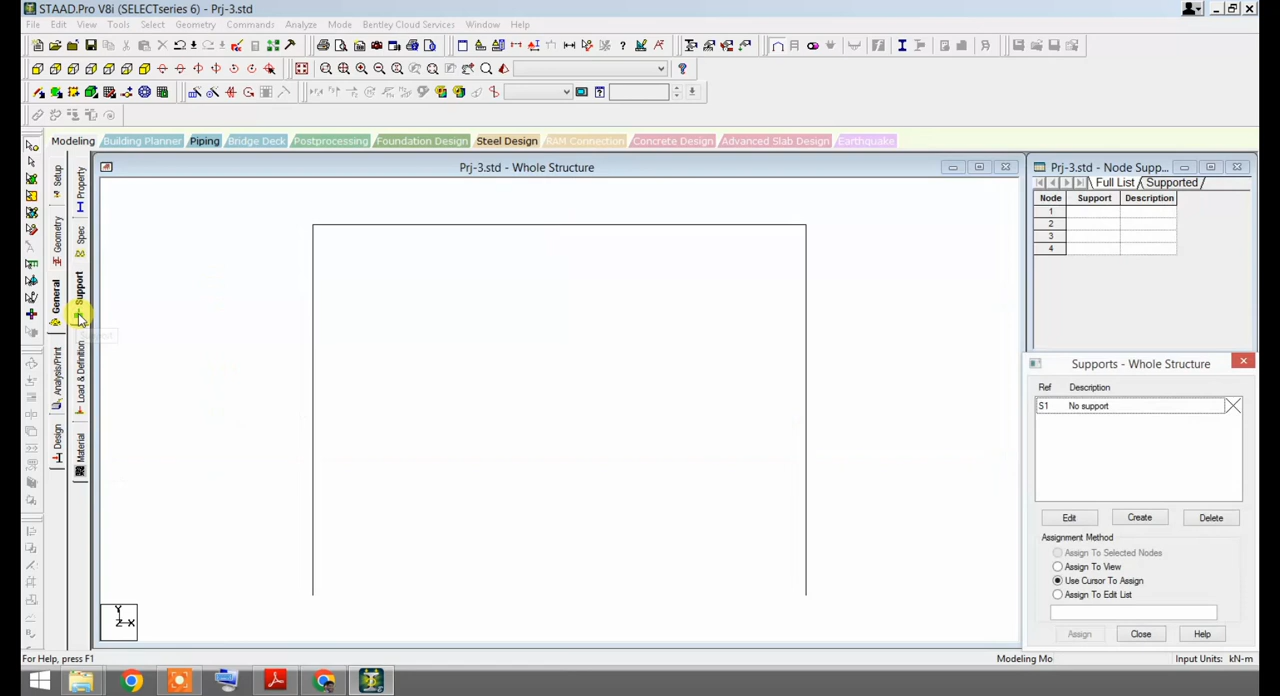 STAAD.Pro V8i (SELECTseries 6) - Prj-3.std
File Edit View Tools Select Geometry Commands Analyze Mode Bentley Cloud Services Window Help
Modeling Building Planner Piping Bridge Deck Postprocessing Foundation Design Steel Design RAM Connection Concrete Design Advanced Slab Design Earthquake
Setup
Geometry
General
Analysis/Print
Design
Property
Spec
Support
Load & Definition
Material
Prj-3.std - Whole Structure
Y
Z X
Prj-3.std - Node Supp...
Full List Supported
Node Support Description
1
2
3
4
Supports - Whole Structure
Ref Description
S1 No support
Edit Create Delete
Assignment Method
Assign To Selected Nodes
Assign To View
Use Cursor To Assign
Assign To Edit List
Assign Close Help
For Help, press F1
Modeling Mo Input Units: kN-m